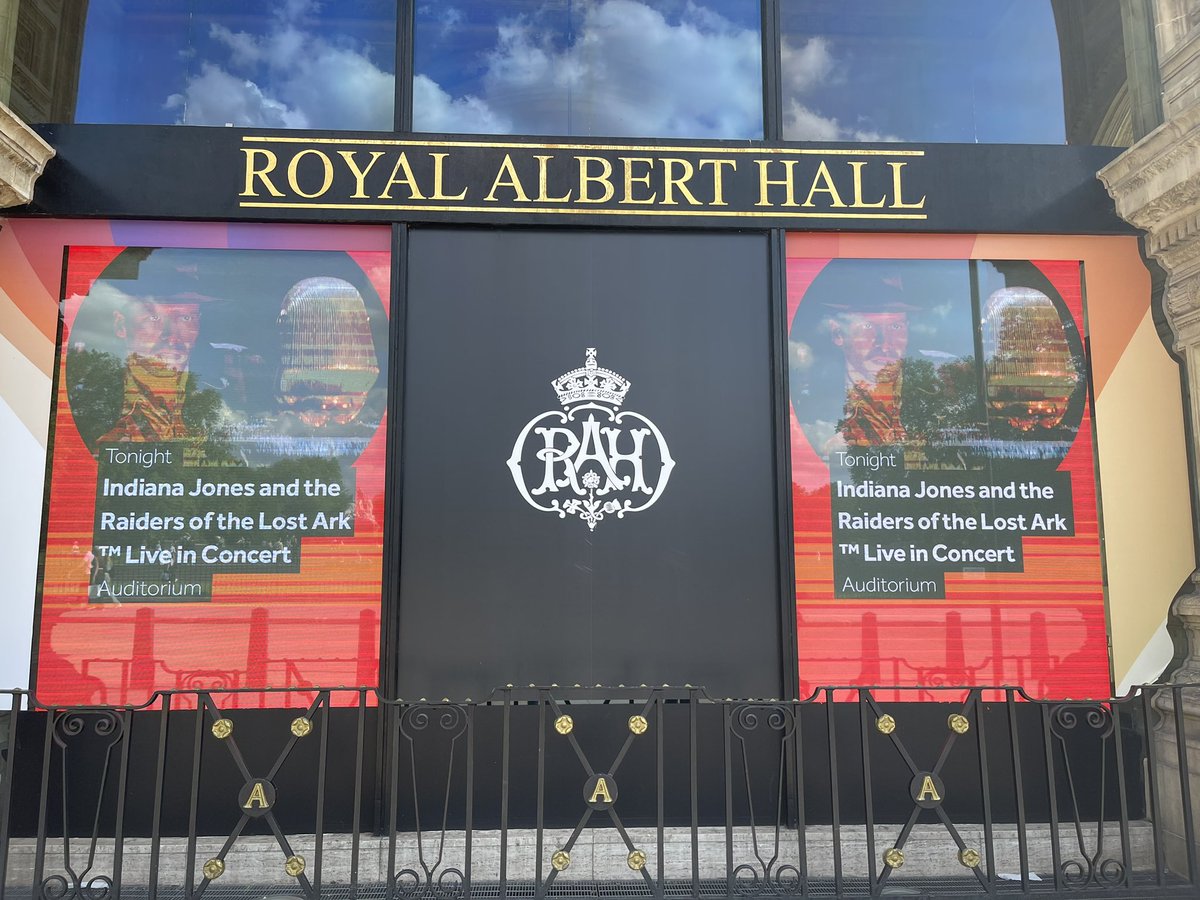 ROYAL ALBERT HALL
Tonight
Indiana Jones and the
Raiders of the Lost Ark
™ Live in Concert
Auditorium
RAH
Tonight
Indiana Jones and the
Raiders of the Lost Ark
™ Live in Concert
Auditorium
A
A
A